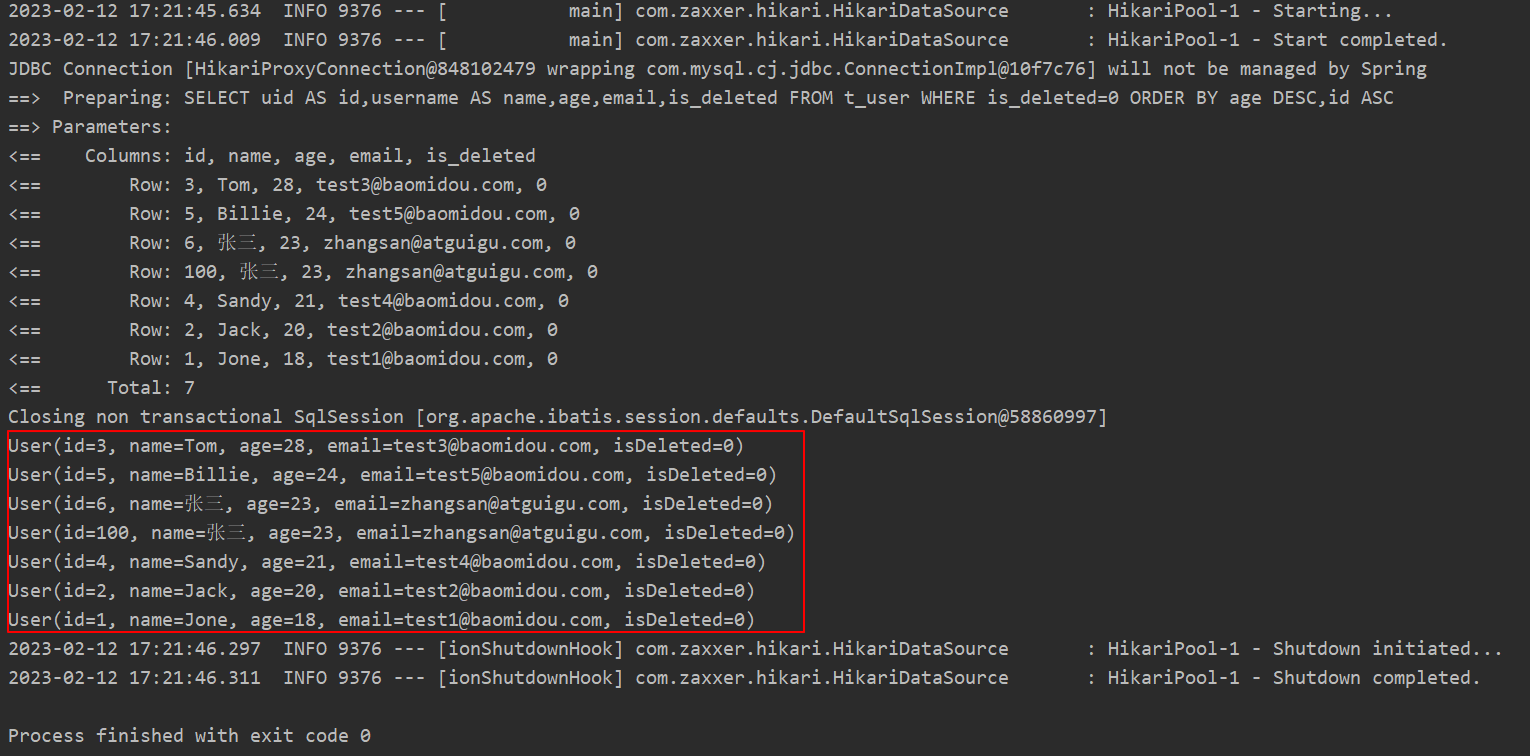 2023-02-12 17:21:45.634  INFO 9376 --- [           main] com.zaxxer.hikari.HikariDataSource       : HikariPool-1 - Starting...
2023-02-12 17:21:46.009  INFO 9376 --- [           main] com.zaxxer.hikari.HikariDataSource       : HikariPool-1 - Start completed.
JDBC Connection [HikariProxyConnection@848102479 wrapping com.mysql.cj.jdbc.ConnectionImpl@10f7c76] will not be managed by Spring
==>  Preparing: SELECT uid AS id,username AS name,age,email,is_deleted FROM t_user WHERE is_deleted=0 ORDER BY age DESC,id ASC
==> Parameters:
<==    Columns: id, name, age, email, is_deleted
<==        Row: 3, Tom, 28, test3@baomidou.com, 0
<==        Row: 5, Billie, 24, test5@baomidou.com, 0
<==        Row: 6, 张三, 23, zhangsan@atguigu.com, 0
<==        Row: 100, 张三, 23, zhangsan@atguigu.com, 0
<==        Row: 4, Sandy, 21, test4@baomidou.com, 0
<==        Row: 2, Jack, 20, test2@baomidou.com, 0
<==        Row: 1, Jone, 18, test1@baomidou.com, 0
<==      Total: 7
Closing non transactional SqlSession [org.apache.ibatis.session.defaults.DefaultSqlSession@58860997]
User(id=3, name=Tom, age=28, email=test3@baomidou.com, isDeleted=0)
User(id=5, name=Billie, age=24, email=test5@baomidou.com, isDeleted=0)
User(id=6, name=张三, age=23, email=zhangsan@atguigu.com, isDeleted=0)
User(id=100, name=张三, age=23, email=zhangsan@atguigu.com, isDeleted=0)
User(id=4, name=Sandy, age=21, email=test4@baomidou.com, isDeleted=0)
User(id=2, name=Jack, age=20, email=test2@baomidou.com, isDeleted=0)
User(id=1, name=Jone, age=18, email=test1@baomidou.com, isDeleted=0)
2023-02-12 17:21:46.297  INFO 9376 --- [ionShutdownHook] com.zaxxer.hikari.HikariDataSource       : HikariPool-1 - Shutdown initiated...
2023-02-12 17:21:46.311  INFO 9376 --- [ionShutdownHook] com.zaxxer.hikari.HikariDataSource       : HikariPool-1 - Shutdown completed.
Process finished with exit code 0